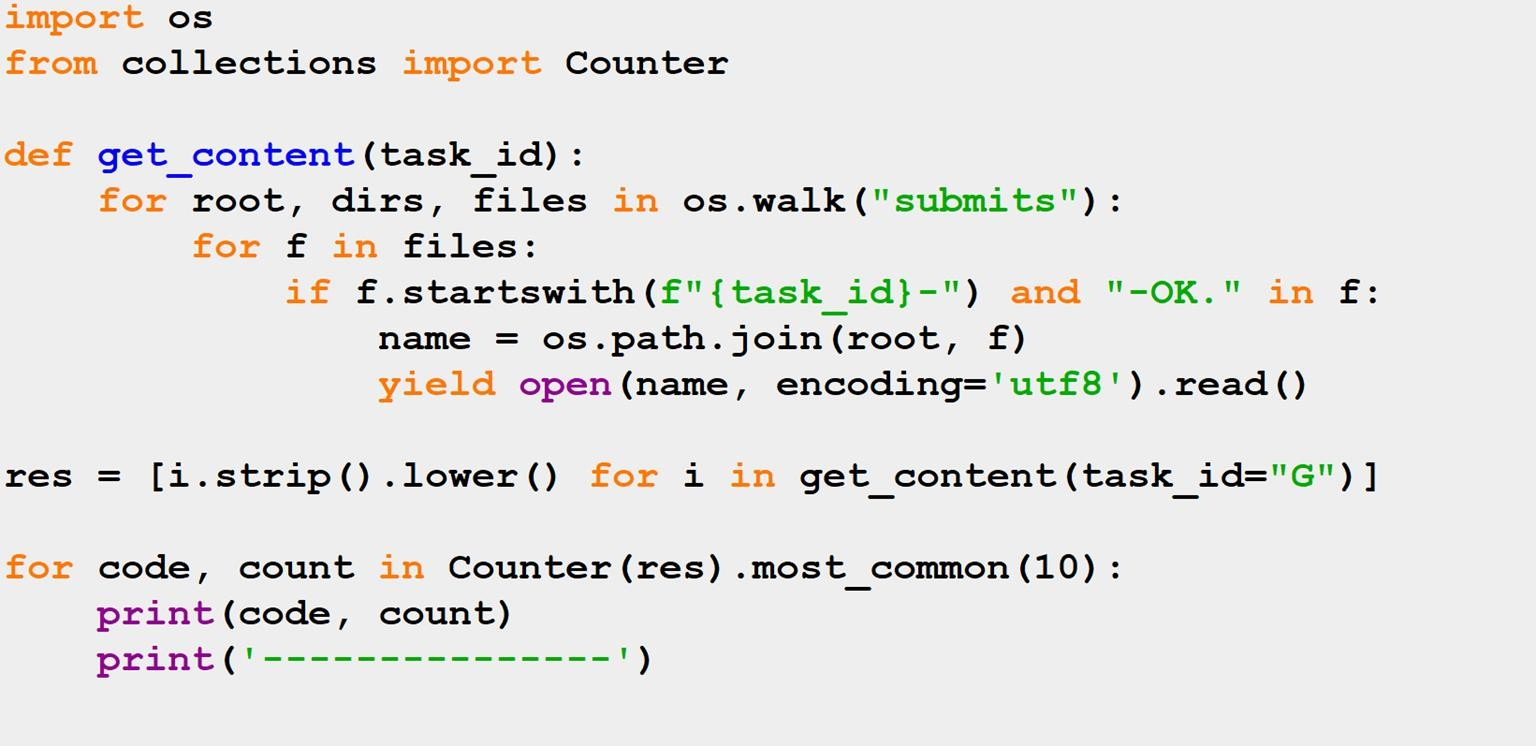 import os
from collections import Counter

def get_content(task_id):
    for root, dirs, files in os.walk("submits"):
        for f in files:
            if f.startswith(f"{task_id}-") and "-OK." in f:
                name = os.path.join(root, f)
                yield open(name, encoding='utf8').read()

res = [i.strip().lower() for i in get_content(task_id="G")]

for code, count in Counter(res).most_common(10):
    print(code, count)
    print('---------------')